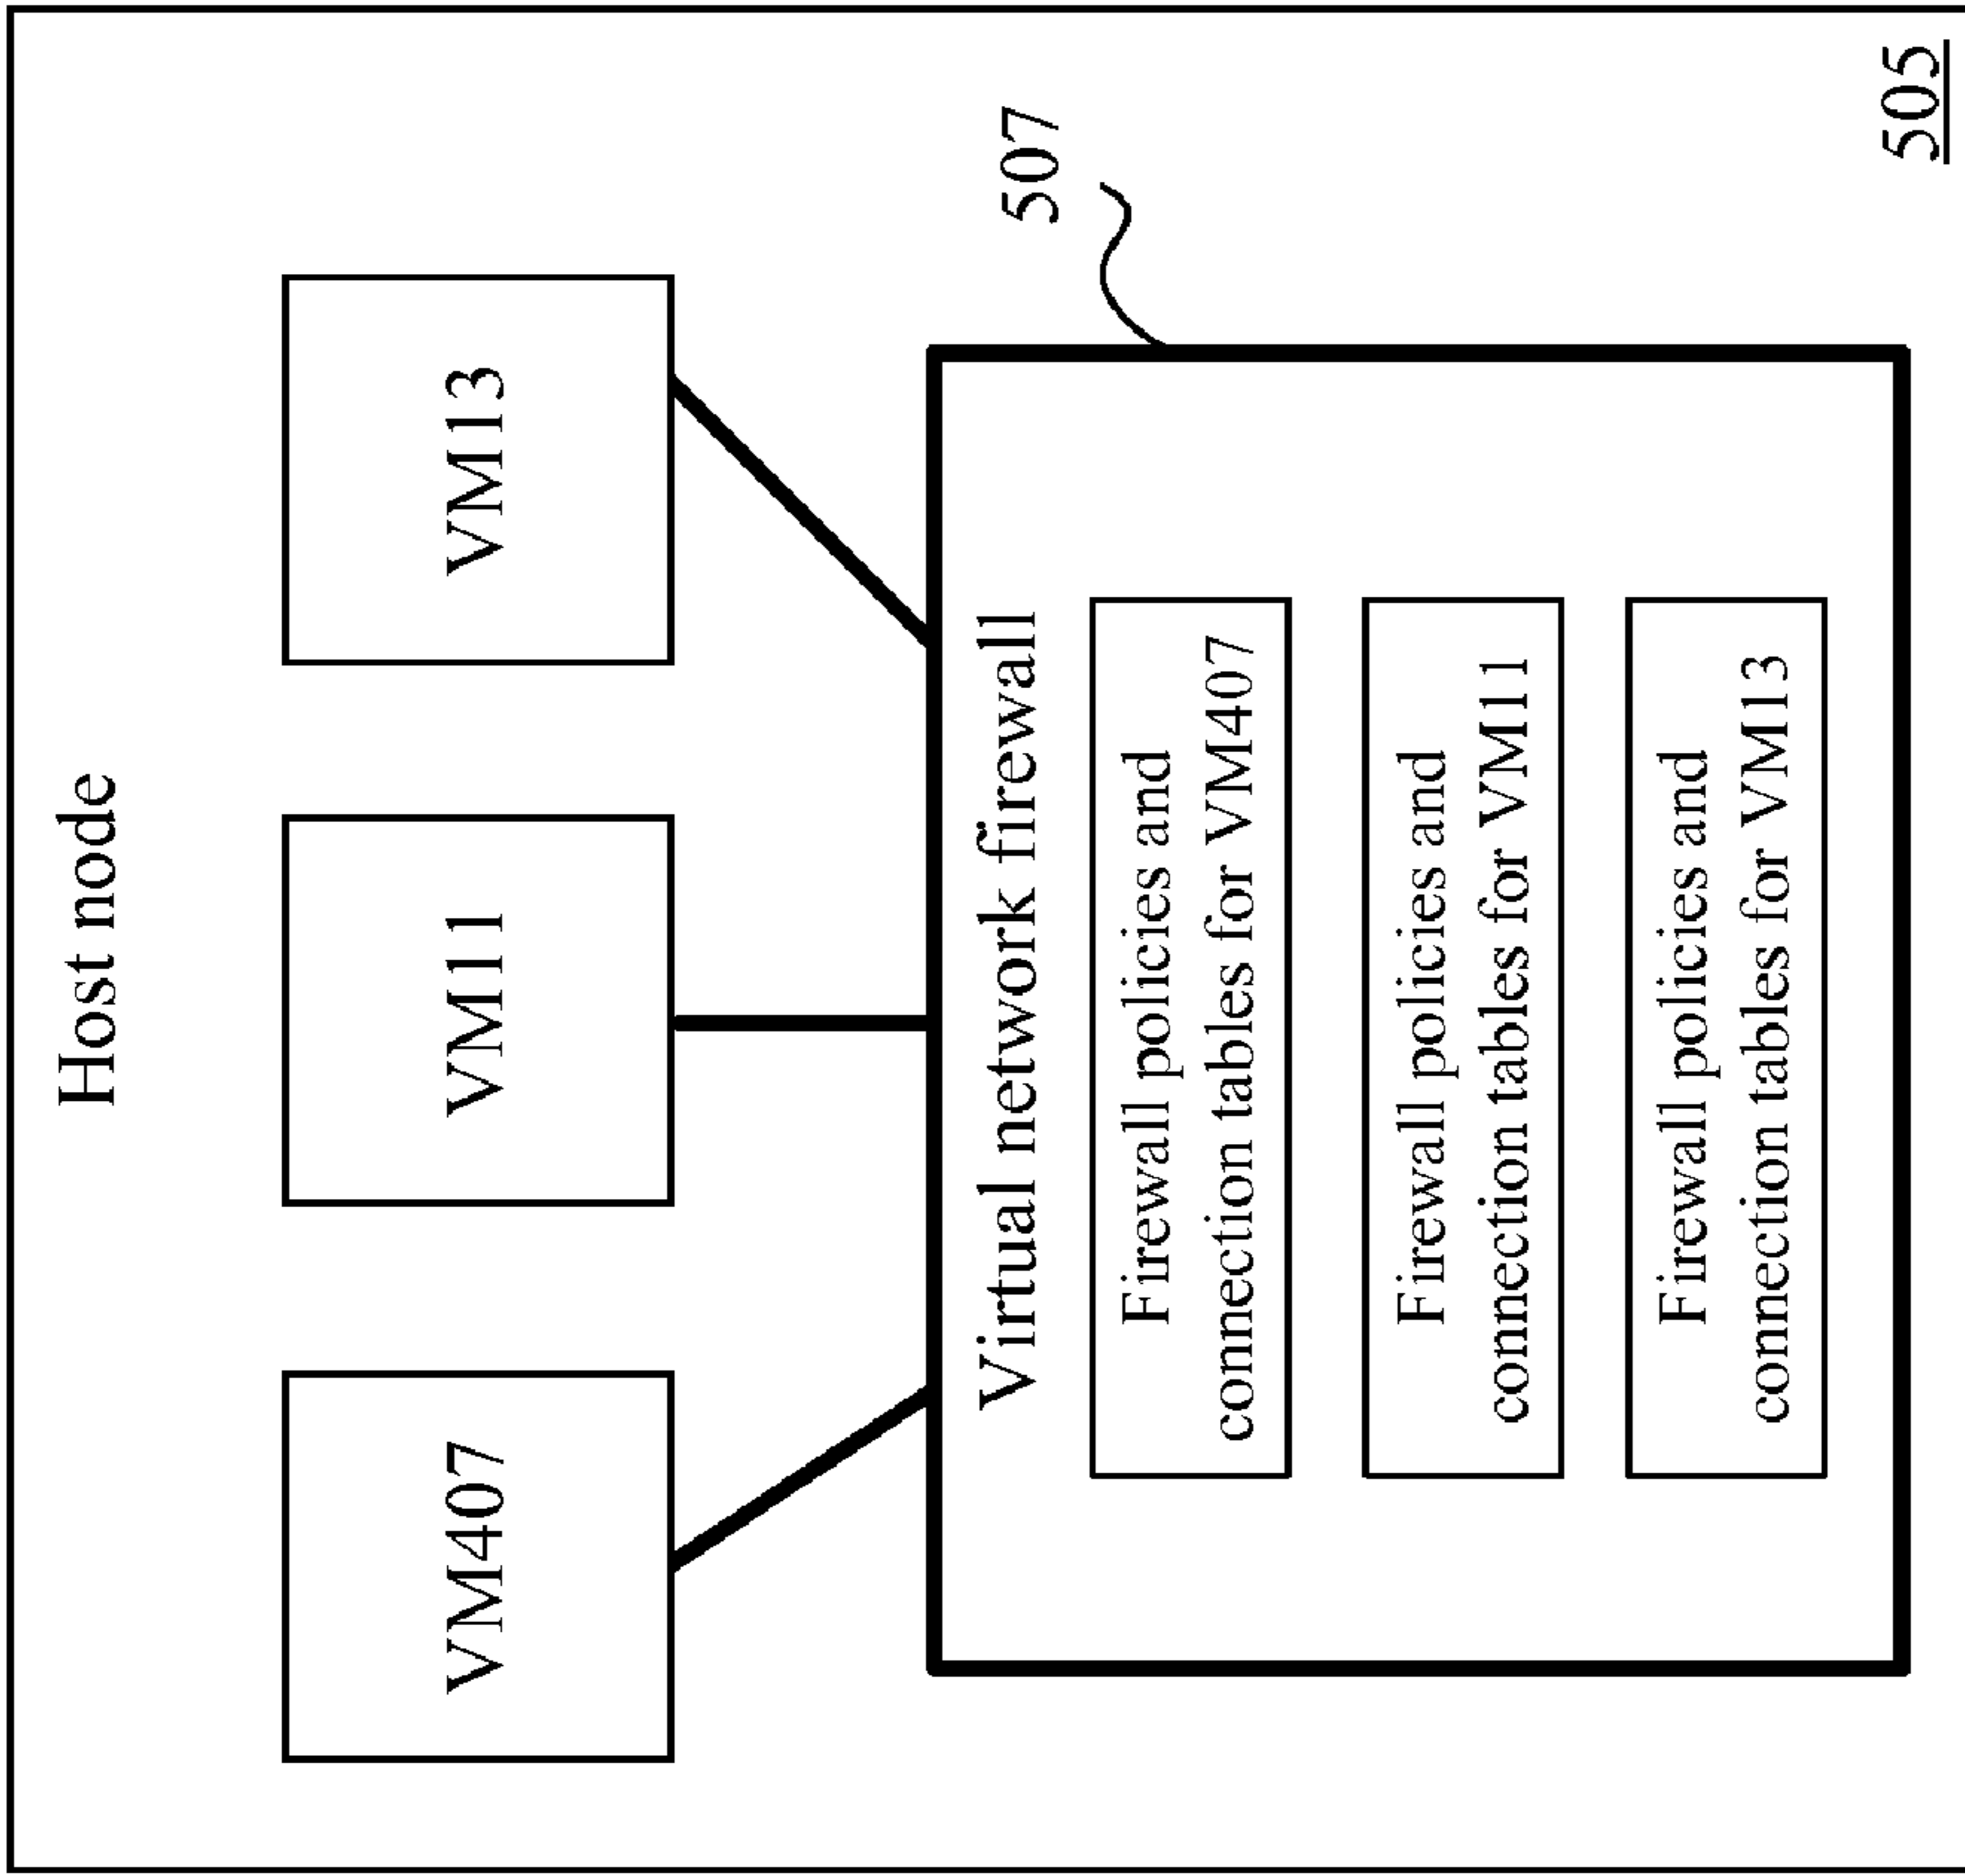 Host node
VM407
VM11
VM13
Virtual network firewall
507
Firewall policies and
connection tables for VM407
Firewall policies and
connection tables for VM11
Firewall policies and
connection tables for VM13
505